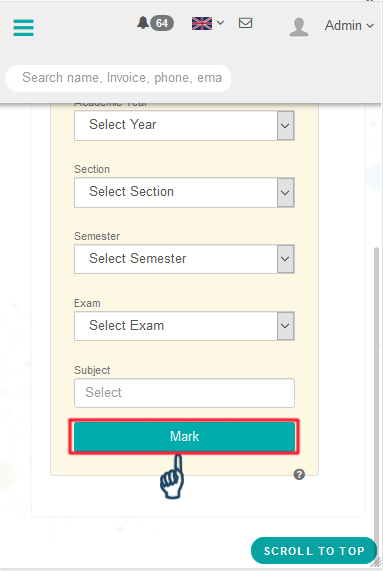 64
Admin
Search name, Invoice, phone, ema
Academic Year
Select Year
Section
Select Section
Semester
Select Semester
Exam
Select Exam
Subject
Select
Mark
?
SCROLL TO TOP